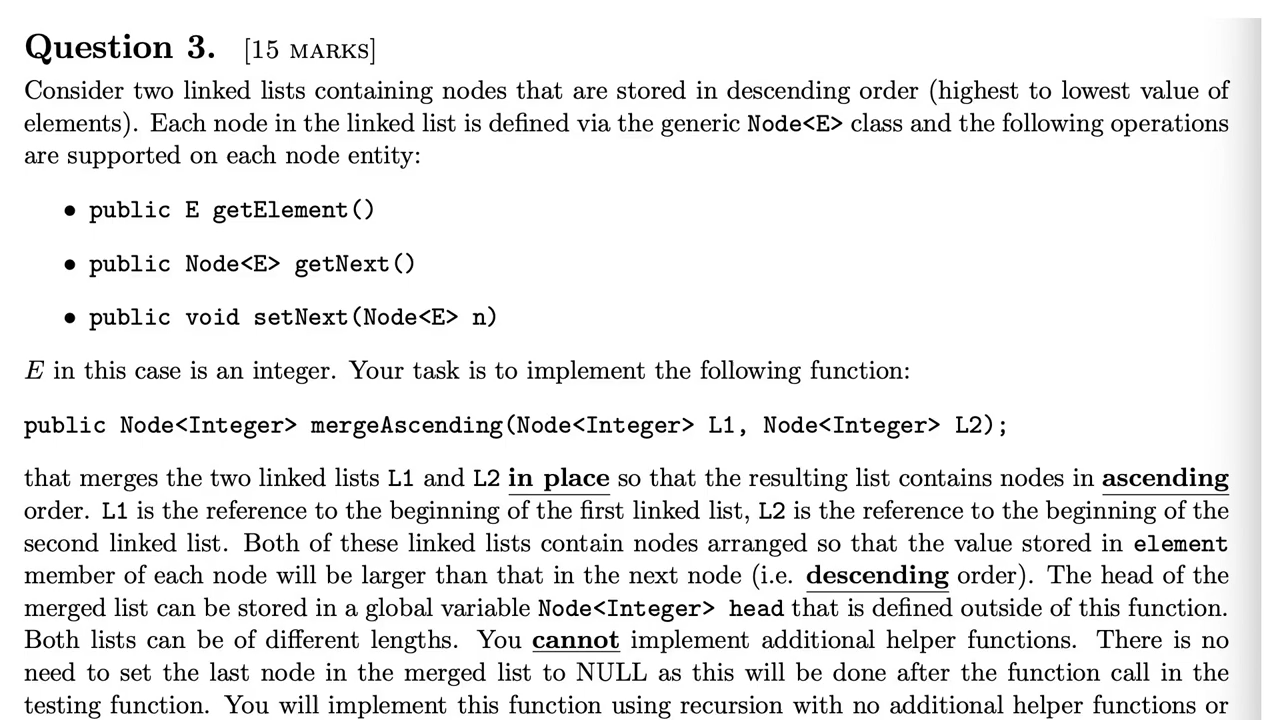 Question 3. [15 MARKS]
Consider two linked lists containing nodes that are stored in descending order (highest to lowest value of
elements). Each node in the linked list is defined via the generic Node<E> class and the following operations
are supported on each node entity:
• public E getElement()
• public Node<E> getNext()
• public void setNext(Node<E> n)
E in this case is an integer. Your task is to implement the following function:
public Node<Integer> mergeAscending(Node<Integer> L1, Node<Integer> L2);
that merges the two linked lists L1 and L2 in place so that the resulting list contains nodes in ascending
order. L1 is the reference to the beginning of the first linked list, L2 is the reference to the beginning of the
second linked list. Both of these linked lists contain nodes arranged so that the value stored in element
member of each node will be larger than that in the next node (i.e. descending order). The head of the
merged list can be stored in a global variable Node<Integer> head that is defined outside of this function.
Both lists can be of different lengths. You cannot implement additional helper functions. There is no
need to set the last node in the merged list to NULL as this will be done after the function call in the
testing function. You will implement this function using recursion with no additional helper functions or